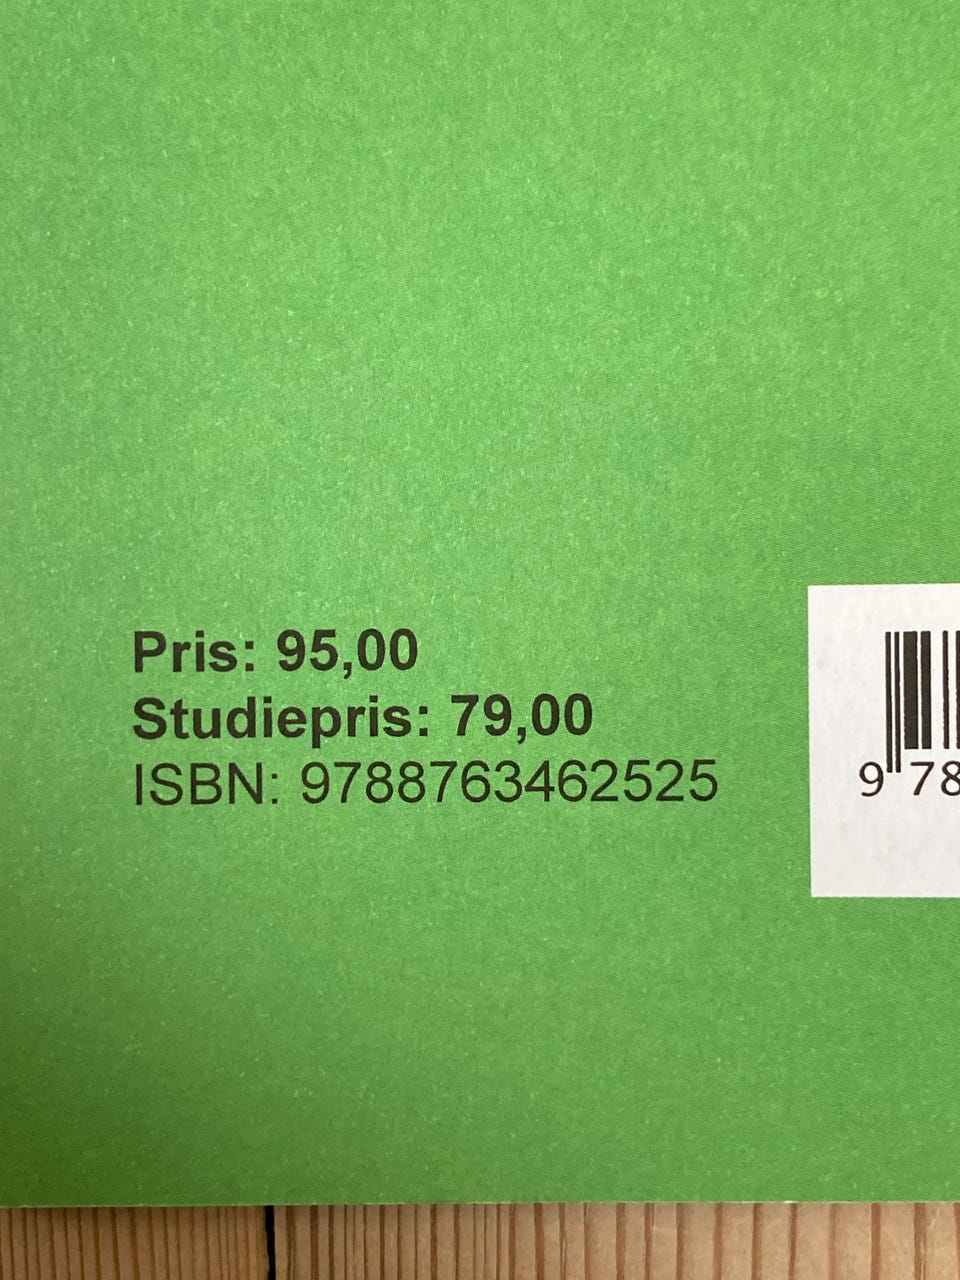 Pris: 95,00
Studiepris: 79,00
ISBN: 9788763462525
9 78